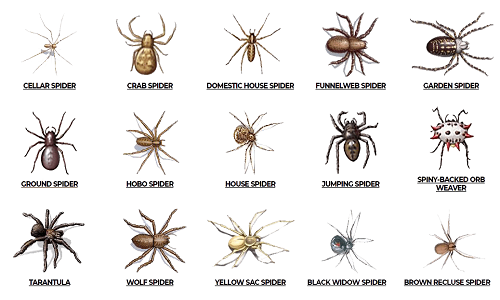 CELLAR SPIDER
CRAB SPIDER
DOMESTIC HOUSE SPIDER
FUNNELWEB SPIDER
GARDEN SPIDER
GROUND SPIDER
HOBO SPIDER
HOUSE SPIDER
JUMPING SPIDER
SPINY-BACKED ORB
WEAVER
TARANTULA
WOLF SPIDER
YELLOW SAC SPIDER
BLACK WIDOW SPIDER
BROWN RECLUSE SPIDER